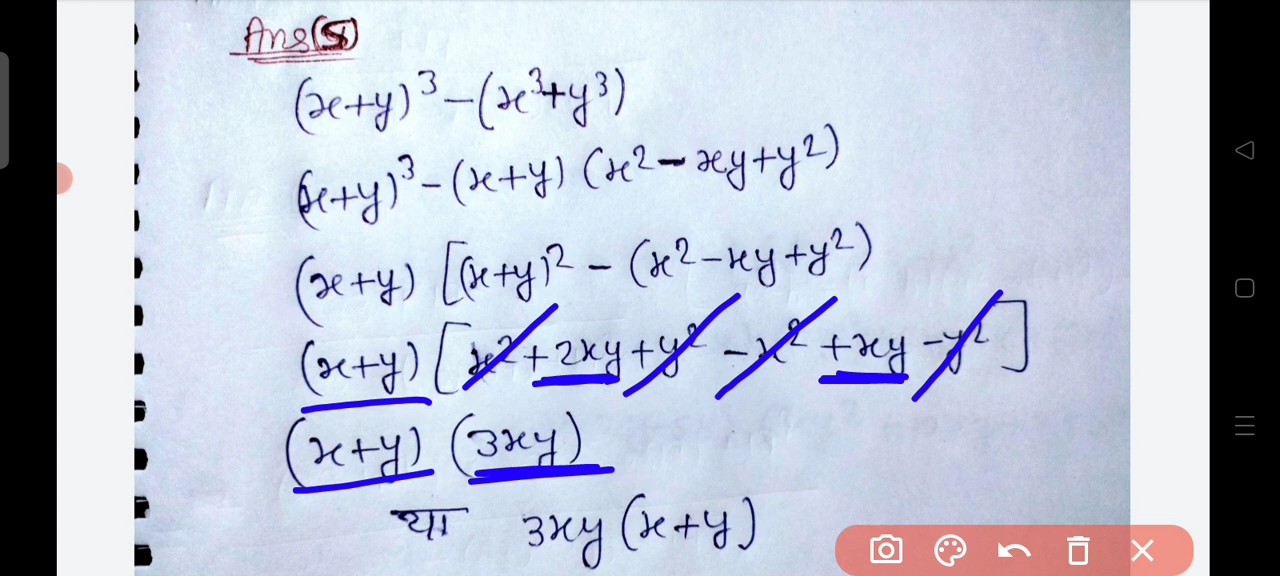 Ans(5)
(x+y)³-(x³+y³)
(x+y)³-(x+y) (x²-xy+y²)
(x+y) [(x+y)² - (x²-xy+y²)
(x+y) [x²+2xy+y² -x² +xy -y²]
(x+y) (3xy)
या 3xy (x+y)